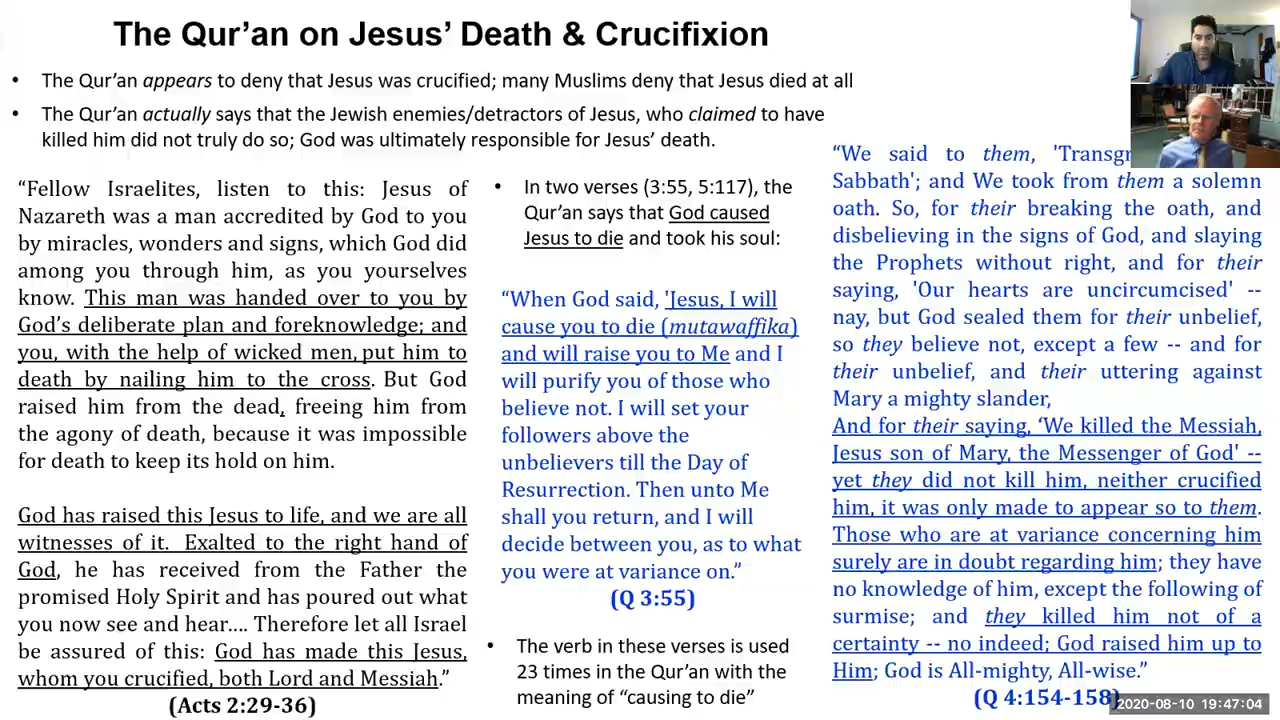 The Qur’an on Jesus’ Death & Crucifixion
• The Qur’an appears to deny that Jesus was crucified; many Muslims deny that Jesus died at all
• The Qur’an actually says that the Jewish enemies/detractors of Jesus, who claimed to have
killed him did not truly do so; God was ultimately responsible for Jesus’ death.
“Fellow Israelites, listen to this: Jesus of
Nazareth was a man accredited by God to you
by miracles, wonders and signs, which God did
among you through him, as you yourselves
know. This man was handed over to you by
God’s deliberate plan and foreknowledge; and
you, with the help of wicked men, put him to
death by nailing him to the cross. But God
raised him from the dead, freeing him from
the agony of death, because it was impossible
for death to keep its hold on him.
God has raised this Jesus to life, and we are all
witnesses of it. Exalted to the right hand of
God, he has received from the Father the
promised Holy Spirit and has poured out what
you now see and hear.... Therefore let all Israel
be assured of this: God has made this Jesus,
whom you crucified, both Lord and Messiah.”
(Acts 2:29-36)
• In two verses (3:55, 5:117), the
Qur’an says that God caused
Jesus to die and took his soul:
“When God said, 'Jesus, I will
cause you to die (mutawaffika)
and will raise you to Me and I
will purify you of those who
believe not. I will set your
followers above the
unbelievers till the Day of
Resurrection. Then unto Me
shall you return, and I will
decide between you, as to what
you were at variance on.”
(Q 3:55)
• The verb in these verses is used
23 times in the Qur’an with the
meaning of “causing to die”
“We said to them,
Sabbath'; and We took from them a solemn
oath. So, for their breaking the oath, and
disbelieving in the signs of God, and slaying
the Prophets without right, and for their
saying, 'Our hearts are uncircumcised' --
nay, but God sealed them for their unbelief,
so they believe not, except a few -- and for
their unbelief, and their uttering against
Mary a mighty slander,
And for their saying, ‘We killed the Messiah,
Jesus son of Mary, the Messenger of God' --
yet they did not kill him, neither crucified
him, it was only made to appear so to them.
Those who are at variance concerning him
surely are in doubt regarding him; they have
no knowledge of him, except the following of
surmise; and they killed him not of a
certainty -- no indeed; God raised him up to
Him; God is All-mighty, All-wise.”
(Q 4:154-158)
2020-08-10 19:47:04